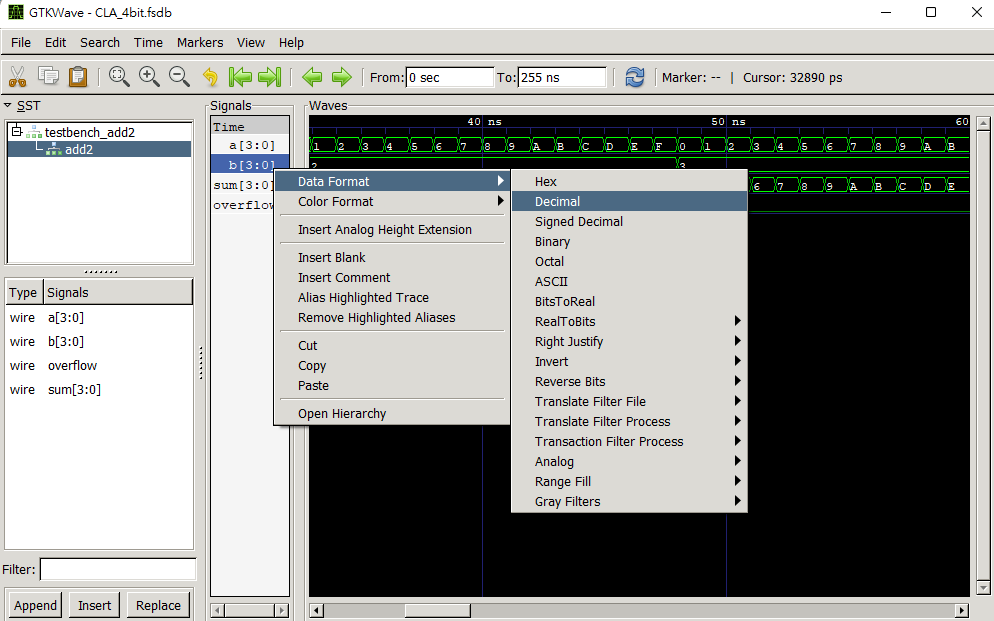 GTKWave - CLA_4bit.fsdb
File Edit Search Time Markers View Help
From: 0 sec To: 255 ns Marker: -- | Cursor: 32890 ps
SST
testbench_add2
add2
Type Signals
wire a[3:0]
wire b[3:0]
wire overflow
wire sum[3:0]
Filter:
Append Insert Replace
Signals
Time
a[3:0]
b[3:0]
sum[3:0]
overflow
Waves
40 ns 50 ns 60
1 2 3 4 5 6 7 8 9 A B C D E F 0 1 2 3 4 5 6 7 8 9 A B
2 3
6 7 8 9 A B C D E
Data Format
Color Format
Insert Analog Height Extension
Insert Blank
Insert Comment
Alias Highlighted Trace
Remove Highlighted Aliases
Cut
Copy
Paste
Open Hierarchy
Hex
Decimal
Signed Decimal
Binary
Octal
ASCII
BitsToReal
RealToBits
Right Justify
Invert
Reverse Bits
Translate Filter File
Translate Filter Process
Transaction Filter Process
Analog
Range Fill
Gray Filters